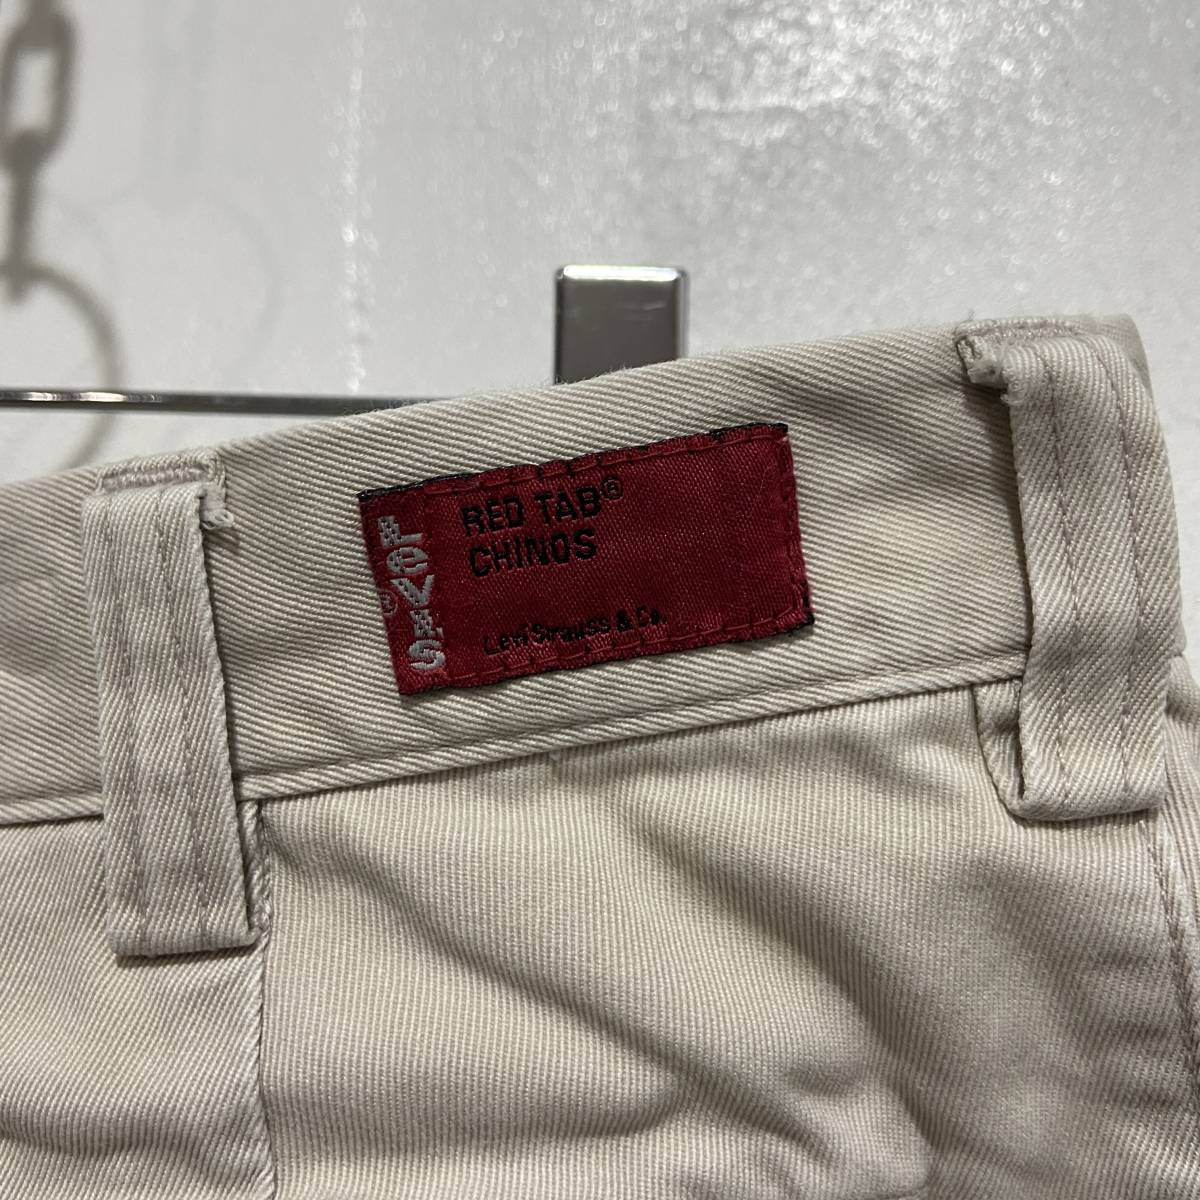 Levi's®
RED TAB®
CHINOS
Levi Strauss & Co.